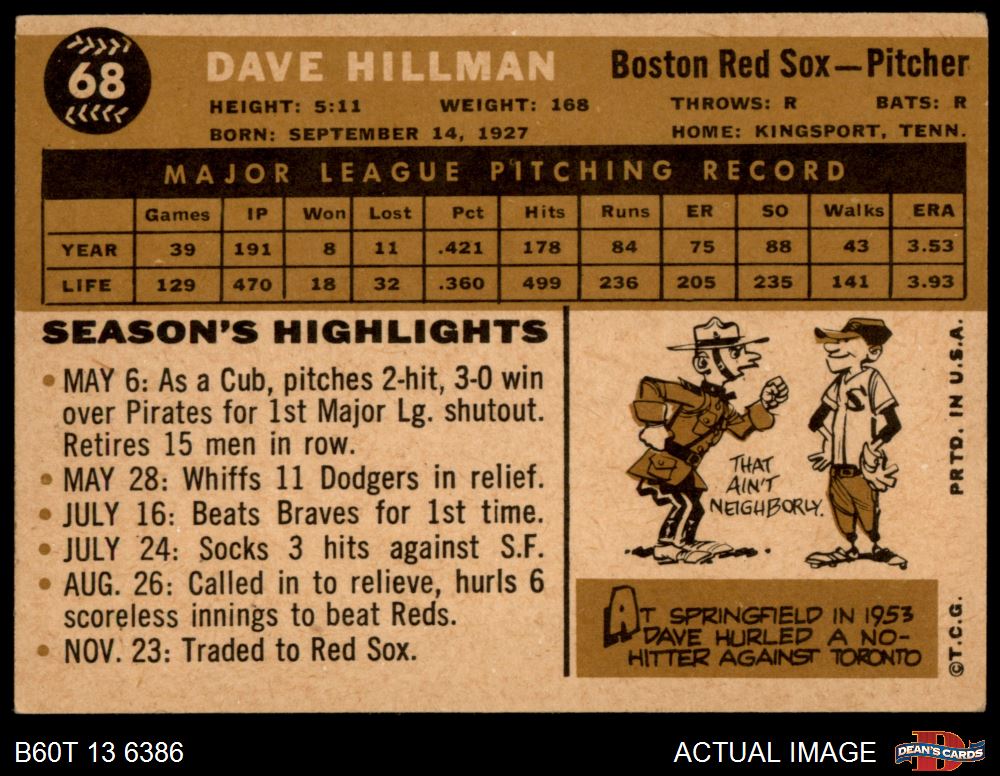 68
DAVE HILLMAN
Boston Red Sox—Pitcher
HEIGHT: 5:11 WEIGHT: 168 THROWS: R BATS: R
BORN: SEPTEMBER 14, 1927 HOME: KINGSPORT, TENN.
MAJOR LEAGUE PITCHING RECORD
Games IP Won Lost Pct Hits Runs ER SO Walks ERA
YEAR 39 191 8 11 .421 178 84 75 88 43 3.53
LIFE 129 470 18 32 .360 499 236 205 235 141 3.93
SEASON'S HIGHLIGHTS
• MAY 6: As a Cub, pitches 2-hit, 3-0 win
over Pirates for 1st Major Lg. shutout.
Retires 15 men in row.
• MAY 28: Whiffs 11 Dodgers in relief.
• JULY 16: Beats Braves for 1st time.
• JULY 24: Socks 3 hits against S.F.
• AUG. 26: Called in to relieve, hurls 6
scoreless innings to beat Reds.
• NOV. 23: Traded to Red Sox.
S
THAT
AIN'T
NEIGHBORLY.
AT SPRINGFIELD IN 1953
DAVE HURLED A NO-
HITTER AGAINST TORONTO
©T.C.G. PRTD. IN U.S.A.
B60T 13 6386
ACTUAL IMAGE
D
DEAN'S CARDS